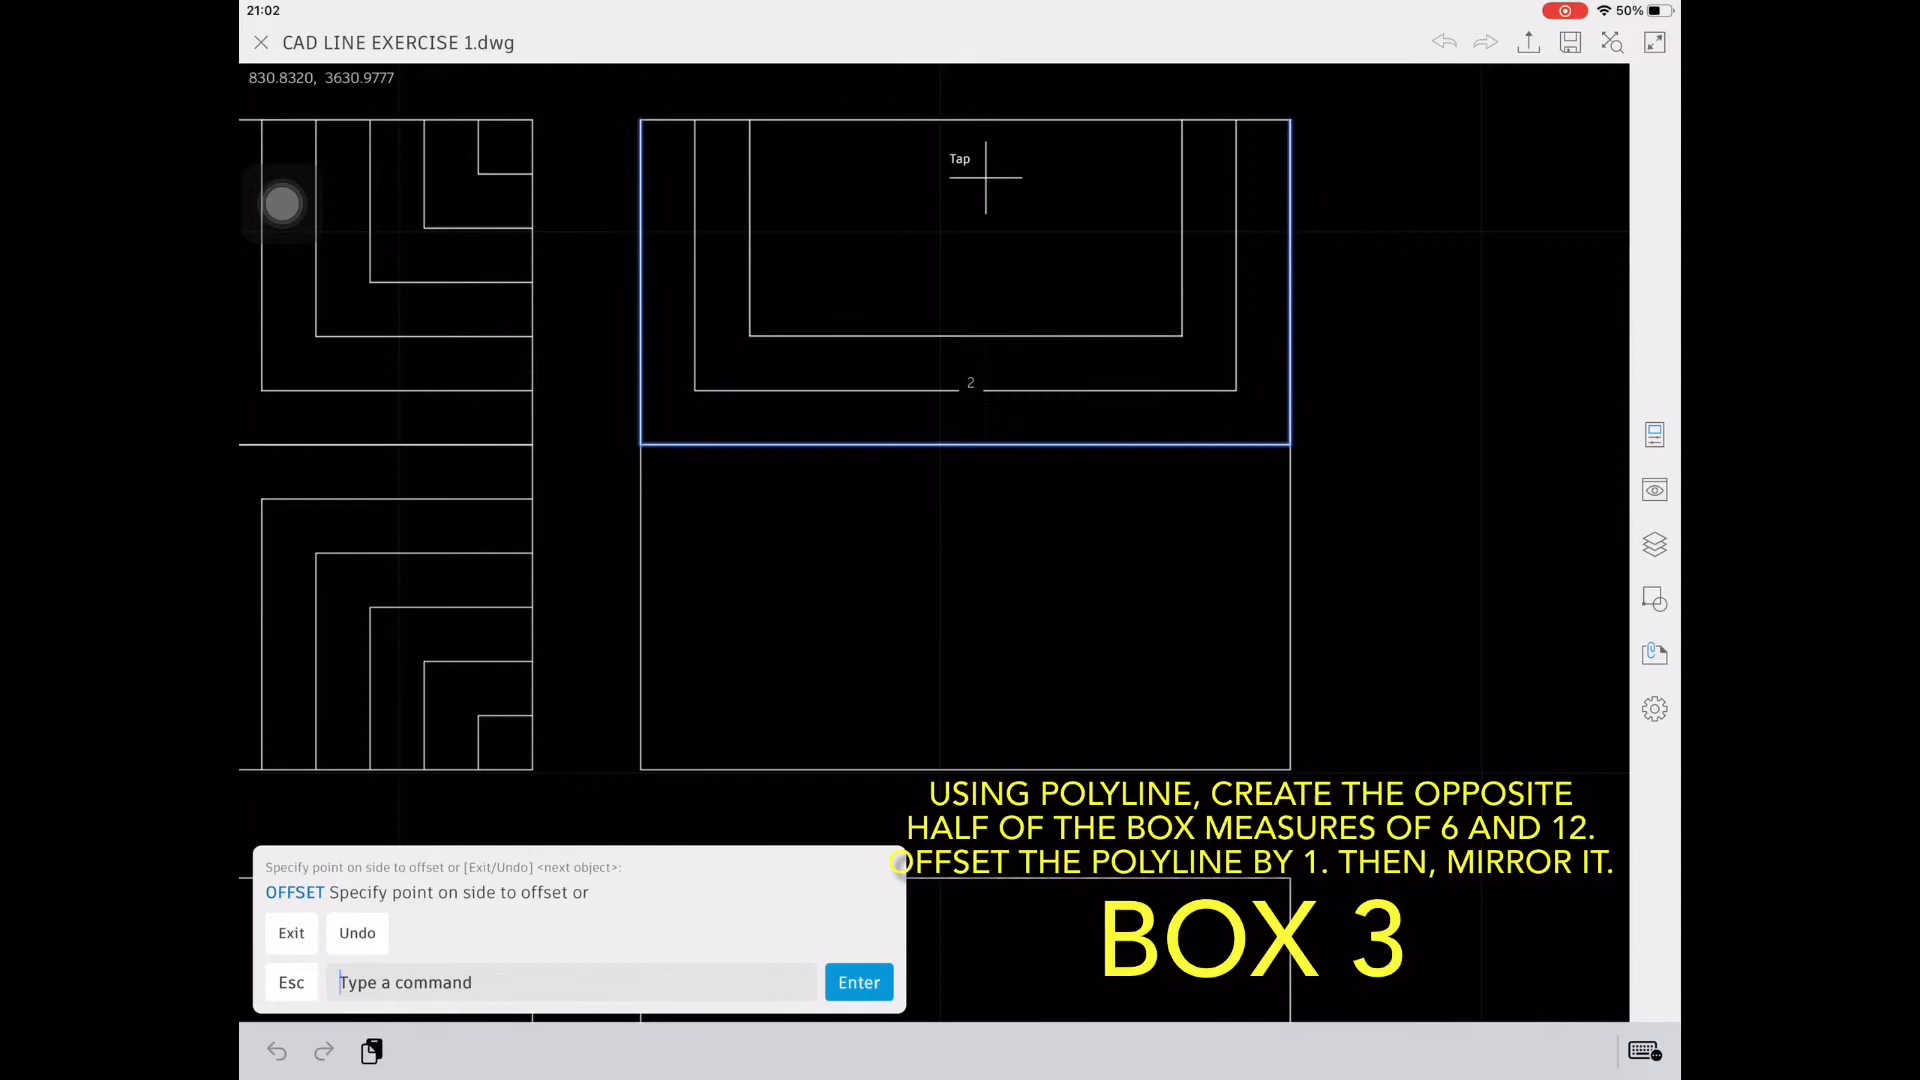 21:02
50%
CAD LINE EXERCISE 1.dwg
830.8320, 3630.9777
Tap
2
USING POLYLINE, CREATE THE OPPOSITE
HALF OF THE BOX MEASURES OF 6 AND 12.
OFFSET THE POLYLINE BY 1. THEN, MIRROR IT.
BOX 3
Specify point on side to offset or [Exit/Undo] <next object>:
OFFSET Specify point on side to offset or
Exit
Undo
Esc
Type a command
Enter